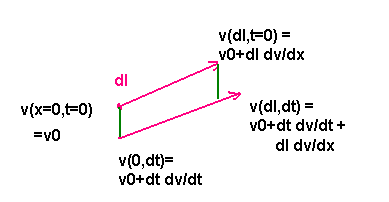 v(dl,t=0) =
v0+dl dv/dx
dl
v(x=0,t=0)
=v0
v(dl,dt) =
v0+dt dv/dt +
dl dv/dx
v(0,dt)=
v0+dt dv/dt